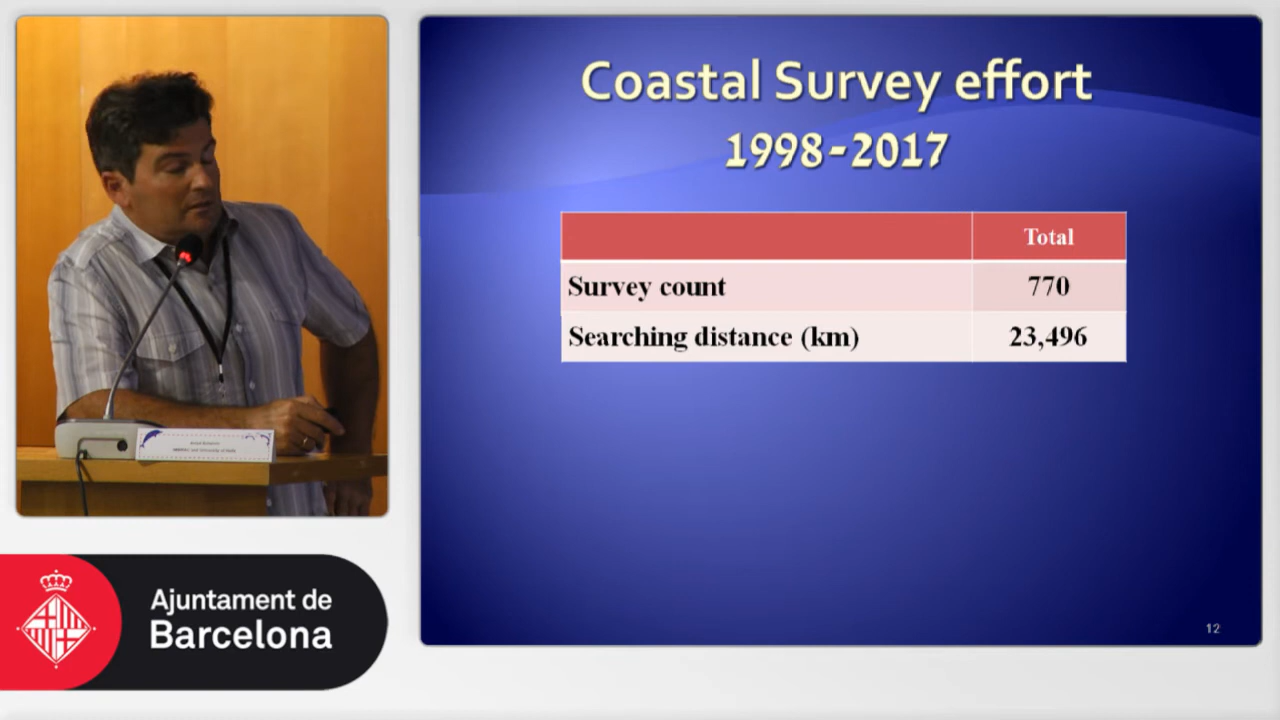 Coastal Survey effort
1998-2017
Total
Survey count 770
Searching distance (km) 23,496
12
Ajuntament de
Barcelona